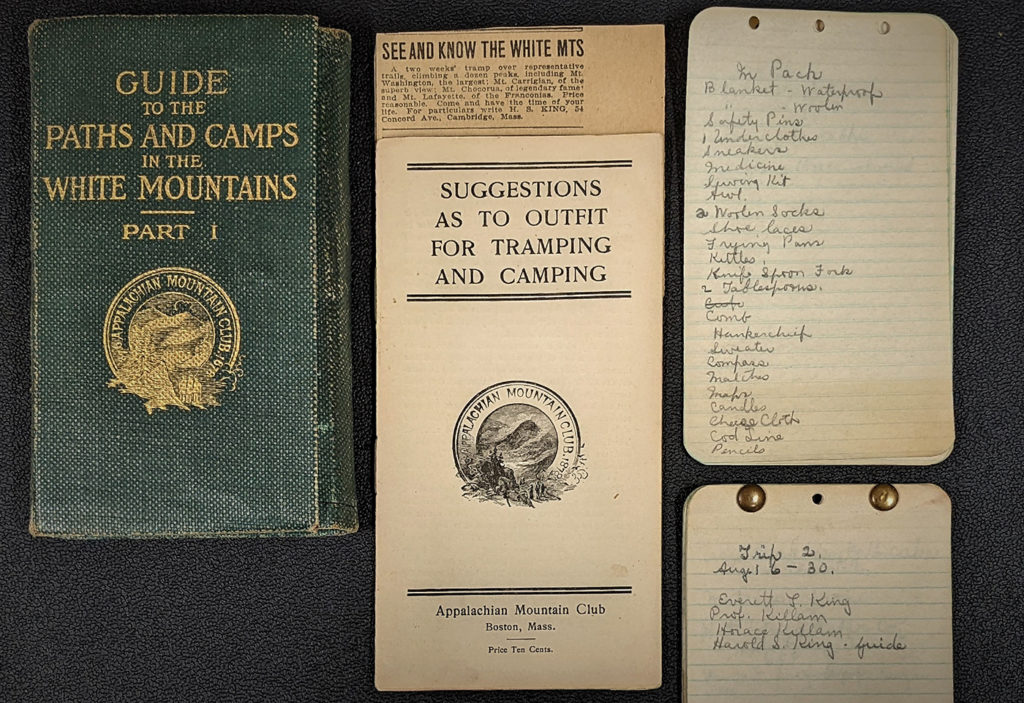 GUIDE
TO THE
PATHS AND CAMPS
IN THE
WHITE MOUNTAINS
PART I
APPALACHIAN MOUNTAIN CLUB. 187
SEE AND KNOW THE WHITE MTS
A two weeks' tramp over representative
trails, climbing a dozen peaks, including Mt.
Washington, the largest; Mt. Carrigian, of the
superb view; Mt. Chocorua, of legendary fame;
and Mt. Lafayette, of the Franconias. Price
reasonable. Come and have the time of your
life. For particulars write H. S. KING, 54
Concord Ave., Cambridge, Mass.
SUGGESTIONS
AS TO OUTFIT
FOR TRAMPING
AND CAMPING
APPALACHIAN MOUNTAIN CLUB. 1876
Appalachian Mountain Club
Boston, Mass.
Price Ten Cents.
My Pack
Blanket - Waterproof
" - Woolen
Safety Pins
1 Underclothes
Sneakers
Medicine
Sewing Kit
Awl.
2 Woolen Socks
Shoe laces
Frying Pans
Kittles
Knife Spoon Fork
2 Tablespoons.
Comb
Hankerchief
Sweater
Compass
Matches
Maps
Candles
Cheese Cloth
Cod Line
Pencils
Trip 2.
Aug. 16 - 30.
Everett L. King
Prof. Killam
Horace Killam
Harold S. King - guide